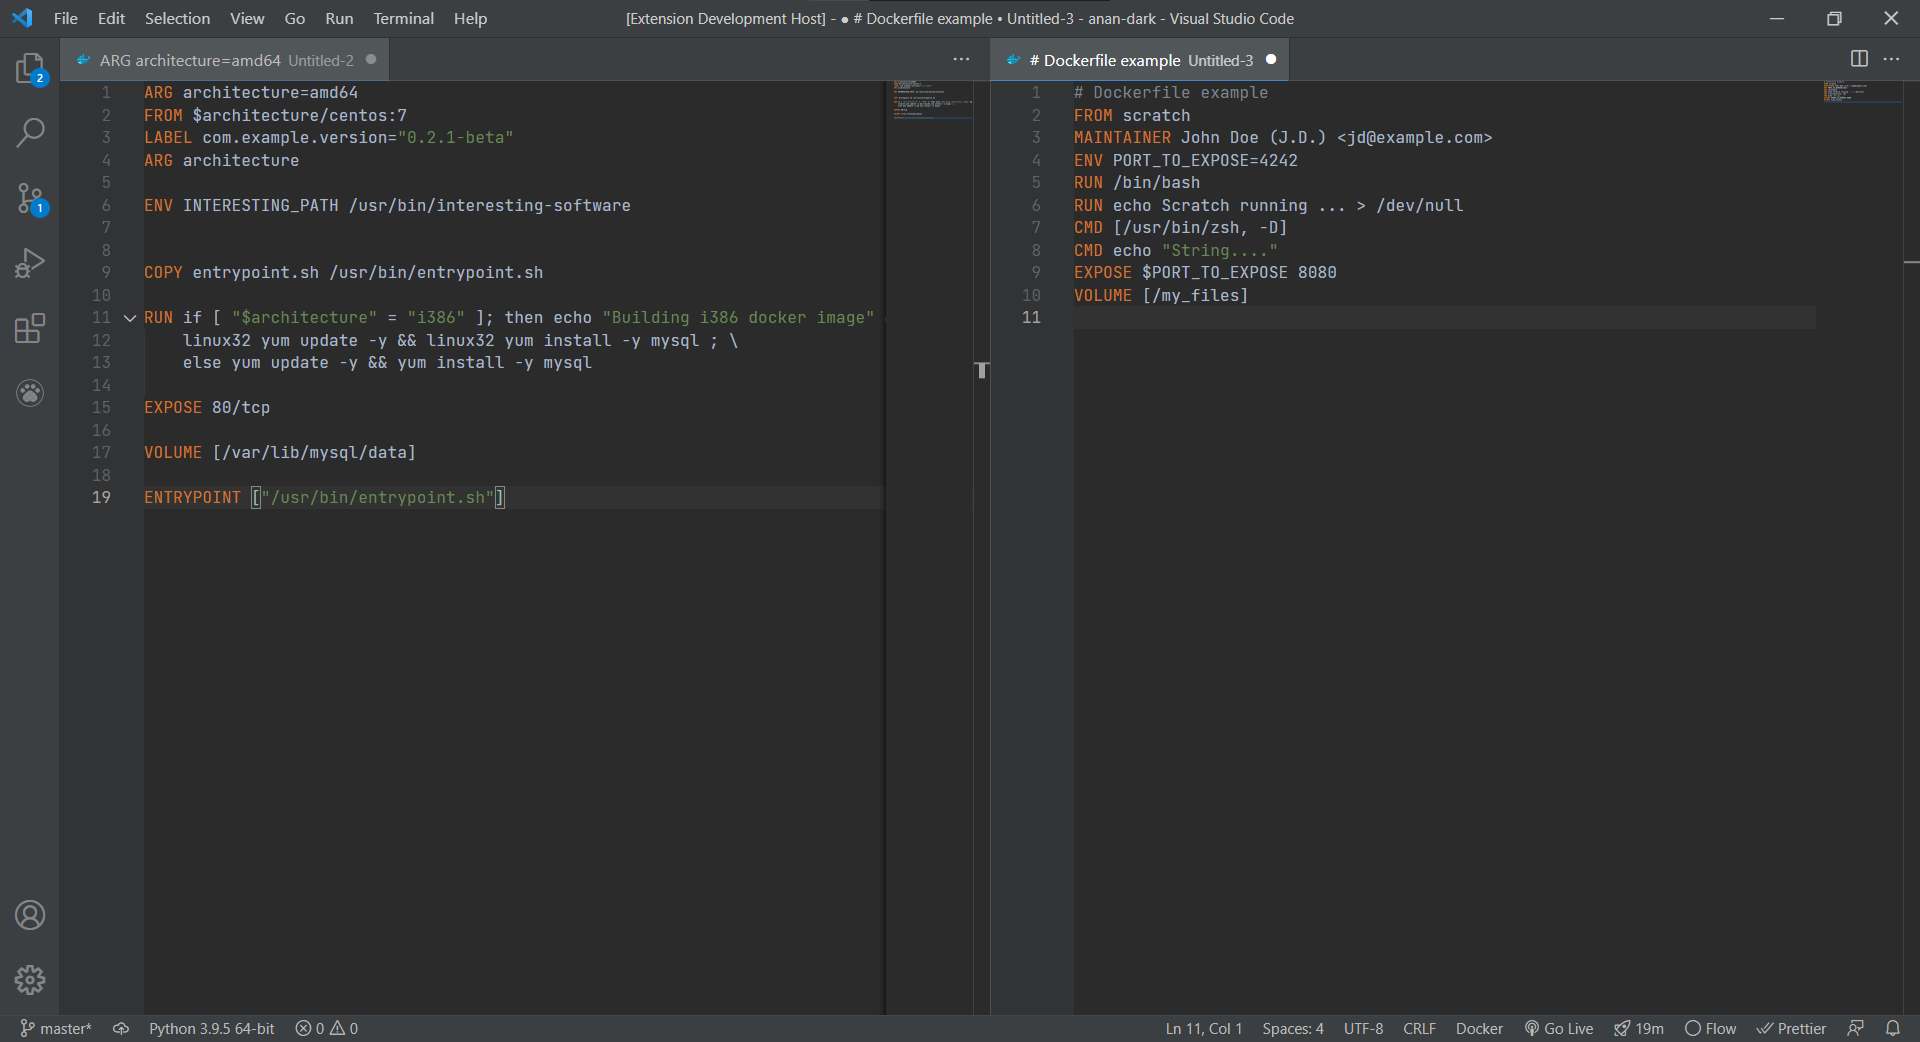 File Edit Selection View Go Run Terminal Help [Extension Development Host] - ● # Dockerfile example • Untitled-3 - anan-dark - Visual Studio Code
ARG architecture=amd64 Untitled-2
1 ARG architecture=amd64
2 FROM $architecture/centos:7
3 LABEL com.example.version="0.2.1-beta"
4 ARG architecture
5
6 ENV INTERESTING_PATH /usr/bin/interesting-software
7
8
9 COPY entrypoint.sh /usr/bin/entrypoint.sh
10
11 RUN if [ "$architecture" = "i386" ]; then echo "Building i386 docker image"
12 linux32 yum update -y && linux32 yum install -y mysql ; \
13 else yum update -y && yum install -y mysql
14
15 EXPOSE 80/tcp
16
17 VOLUME [/var/lib/mysql/data]
18
19 ENTRYPOINT ["/usr/bin/entrypoint.sh"]
# Dockerfile example Untitled-3
1 # Dockerfile example
2 FROM scratch
3 MAINTAINER John Doe (J.D.) <jd@example.com>
4 ENV PORT_TO_EXPOSE=4242
5 RUN /bin/bash
6 RUN echo Scratch running ... > /dev/null
7 CMD [/usr/bin/zsh, -D]
8 CMD echo "String...."
9 EXPOSE $PORT_TO_EXPOSE 8080
10 VOLUME [/my_files]
11
2
1
master* Python 3.9.5 64-bit 0 0 Ln 11, Col 1 Spaces: 4 UTF-8 CRLF Docker Go Live 19m Flow Prettier